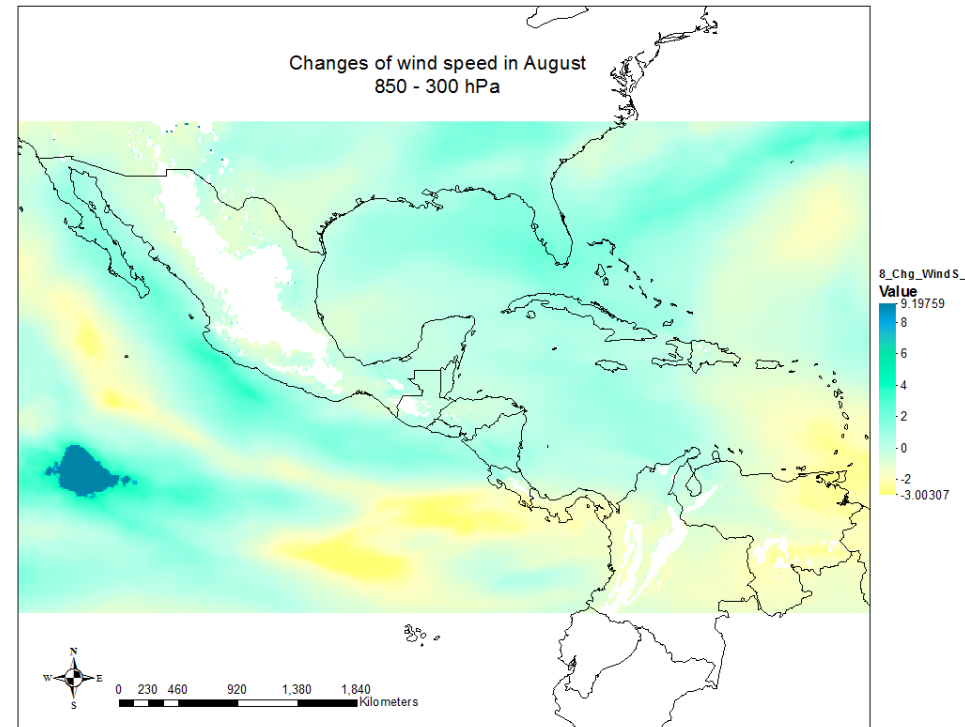 Changes of wind speed in August
850 - 300 hPa
8_Chg_WindS_
Value
9.19759
8
6
4
2
0
-2
-3.00307
N
W
E
S
0 230 460 920 1,380 1,840
Kilometers